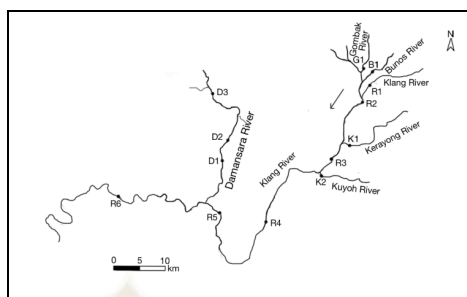 N
Gombak
River
G1
B1
Bunos River
Klang River
R1
R2
D3
D2
D1
Damansara River
K1
Kerayong River
R3
K2
Kuyoh River
Klang River
R6
R5
R4
0 5 10
km